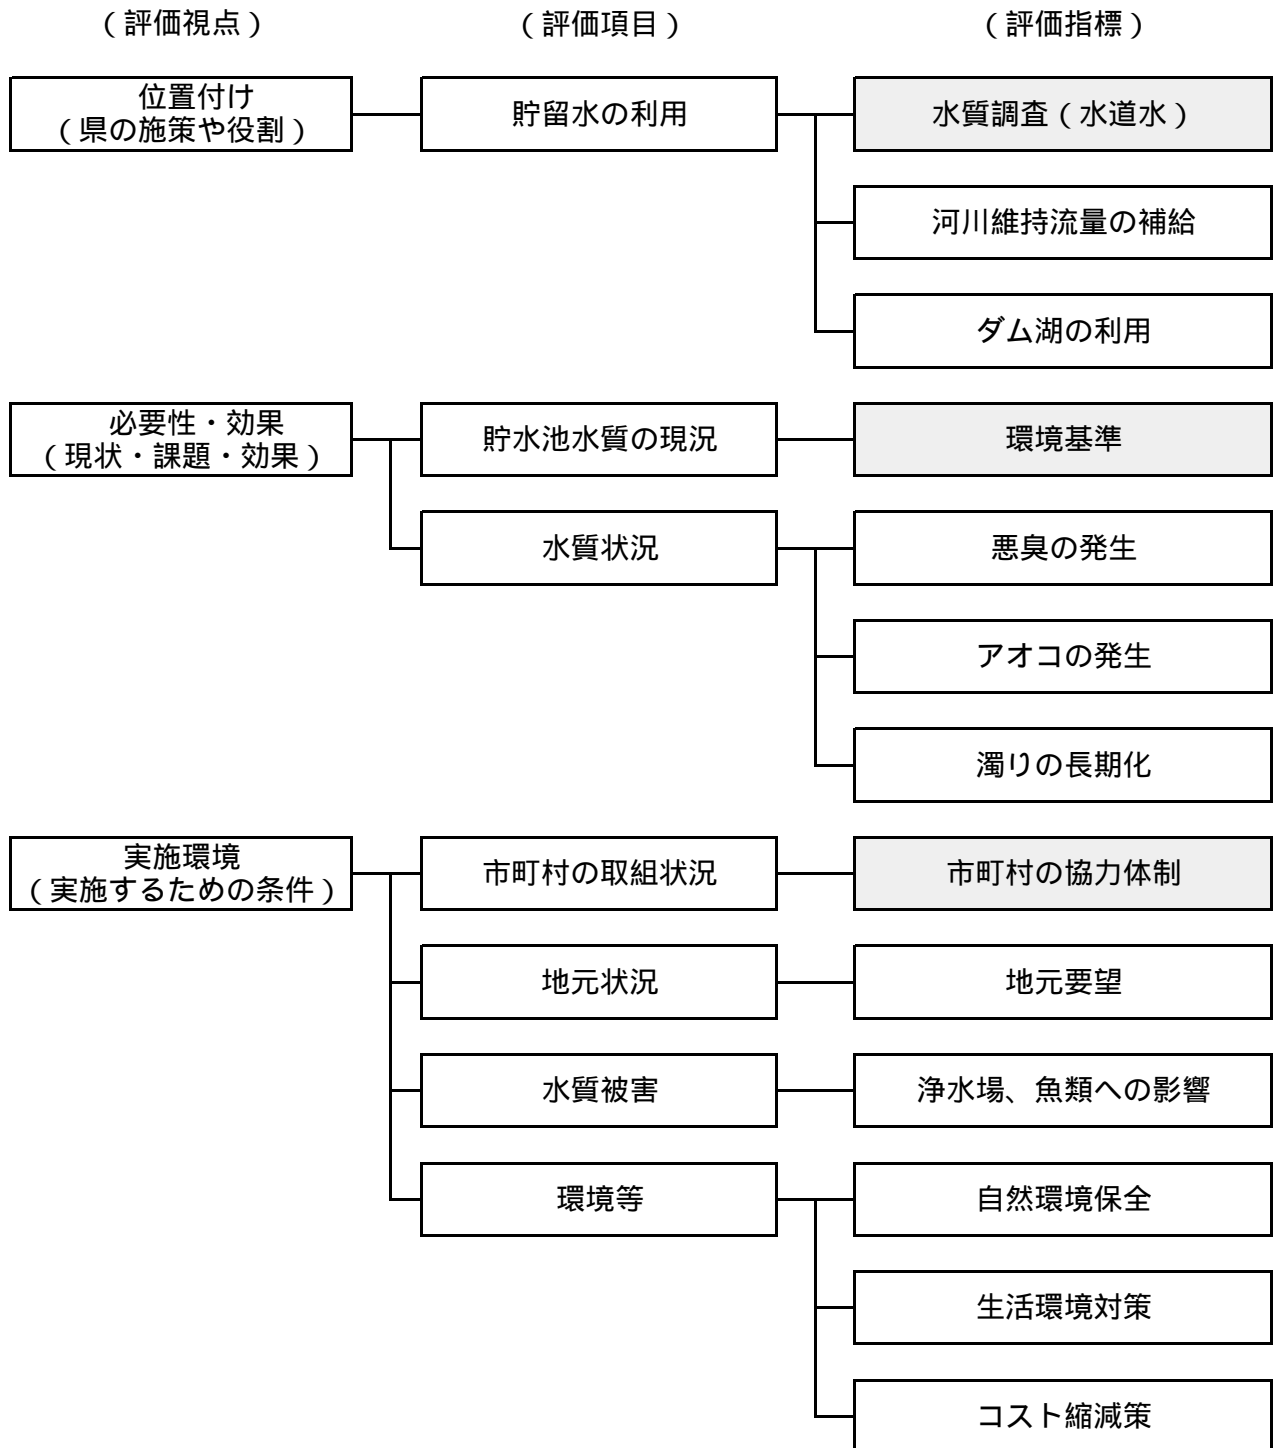 （評価視点）
（評価項目）
（評価指標）
位置付け
（県の施策や役割）
貯留水の利用
水質調査（水道水）
河川維持流量の補給
ダム湖の利用
必要性・効果
（現状・課題・効果）
貯水池水質の現況
環境基準
水質状況
悪臭の発生
アオコの発生
濁りの長期化
実施環境
（実施するための条件）
市町村の取組状況
市町村の協力体制
地元状況
地元要望
水質被害
浄水場、魚類への影響
環境等
自然環境保全
生活環境対策
コスト縮減策